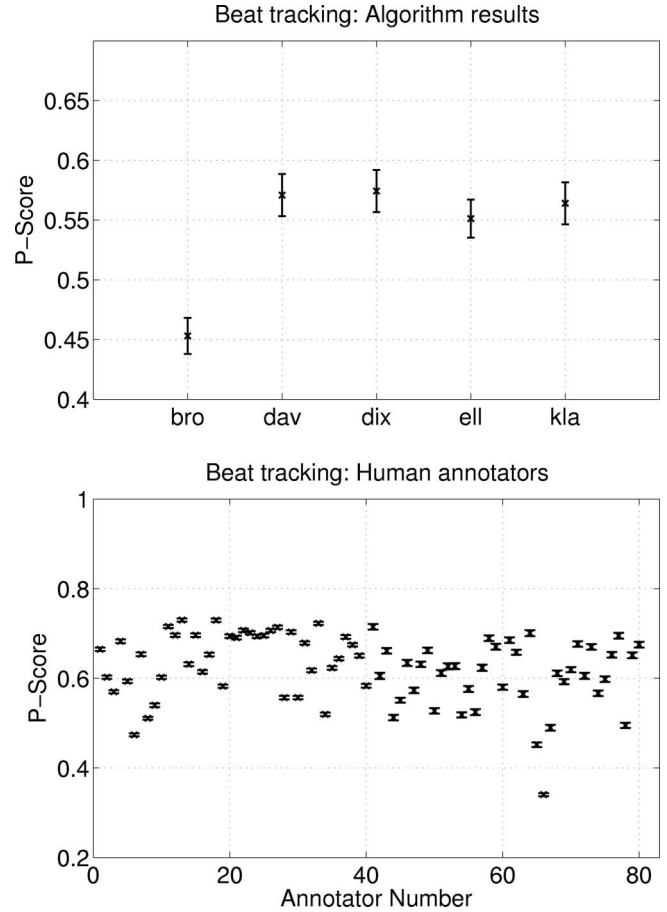 Beat tracking: Algorithm results
P-Score
0.65
0.6
0.55
0.5
0.45
0.4
bro dav dix ell kla
Beat tracking: Human annotators
P-Score
1
0.8
0.6
0.4
0.2
0 20 40 60 80
Annotator Number